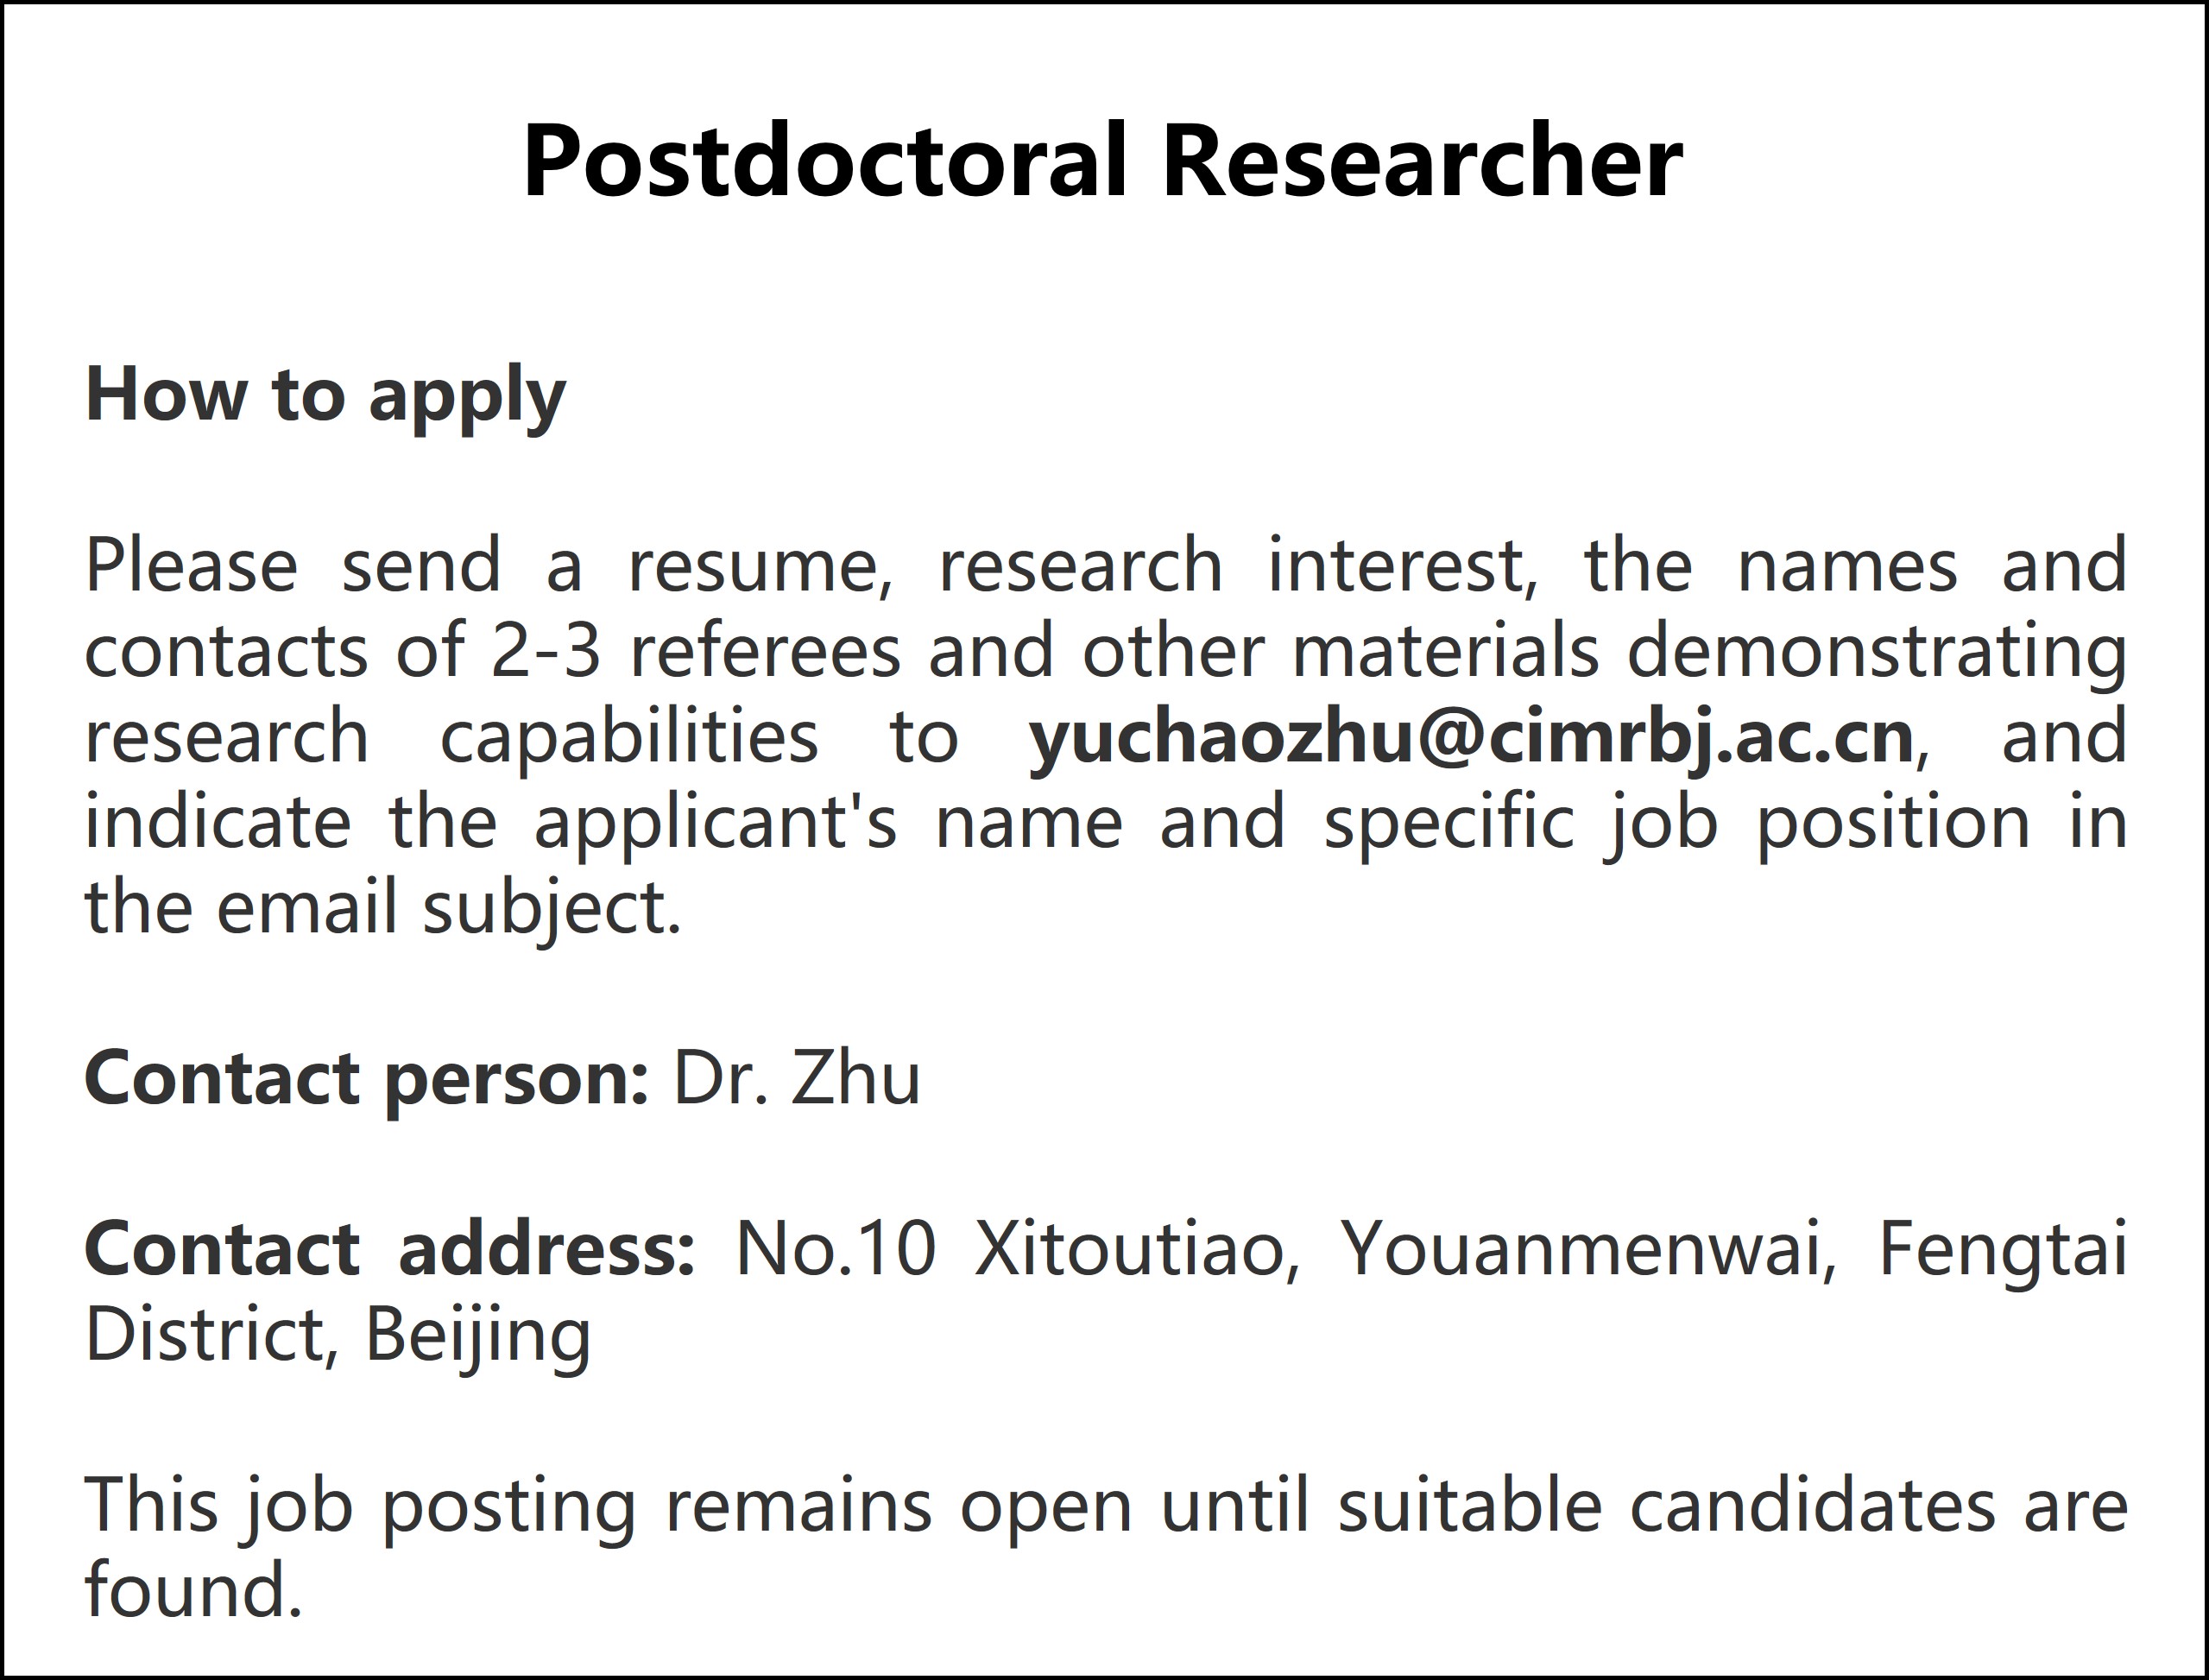 Postdoctoral Researcher
How to apply
Please send a resume, research interest, the names and
contacts of 2-3 referees and other materials demonstrating
research capabilities to yuchaozhu@cimrbj.ac.cn, and
indicate the applicant's name and specific job position in
the email subject.
Contact person: Dr. Zhu
Contact address: No.10 Xitoutiao, Youanmenwai, Fengtai
District, Beijing
This job posting remains open until suitable candidates are
found.